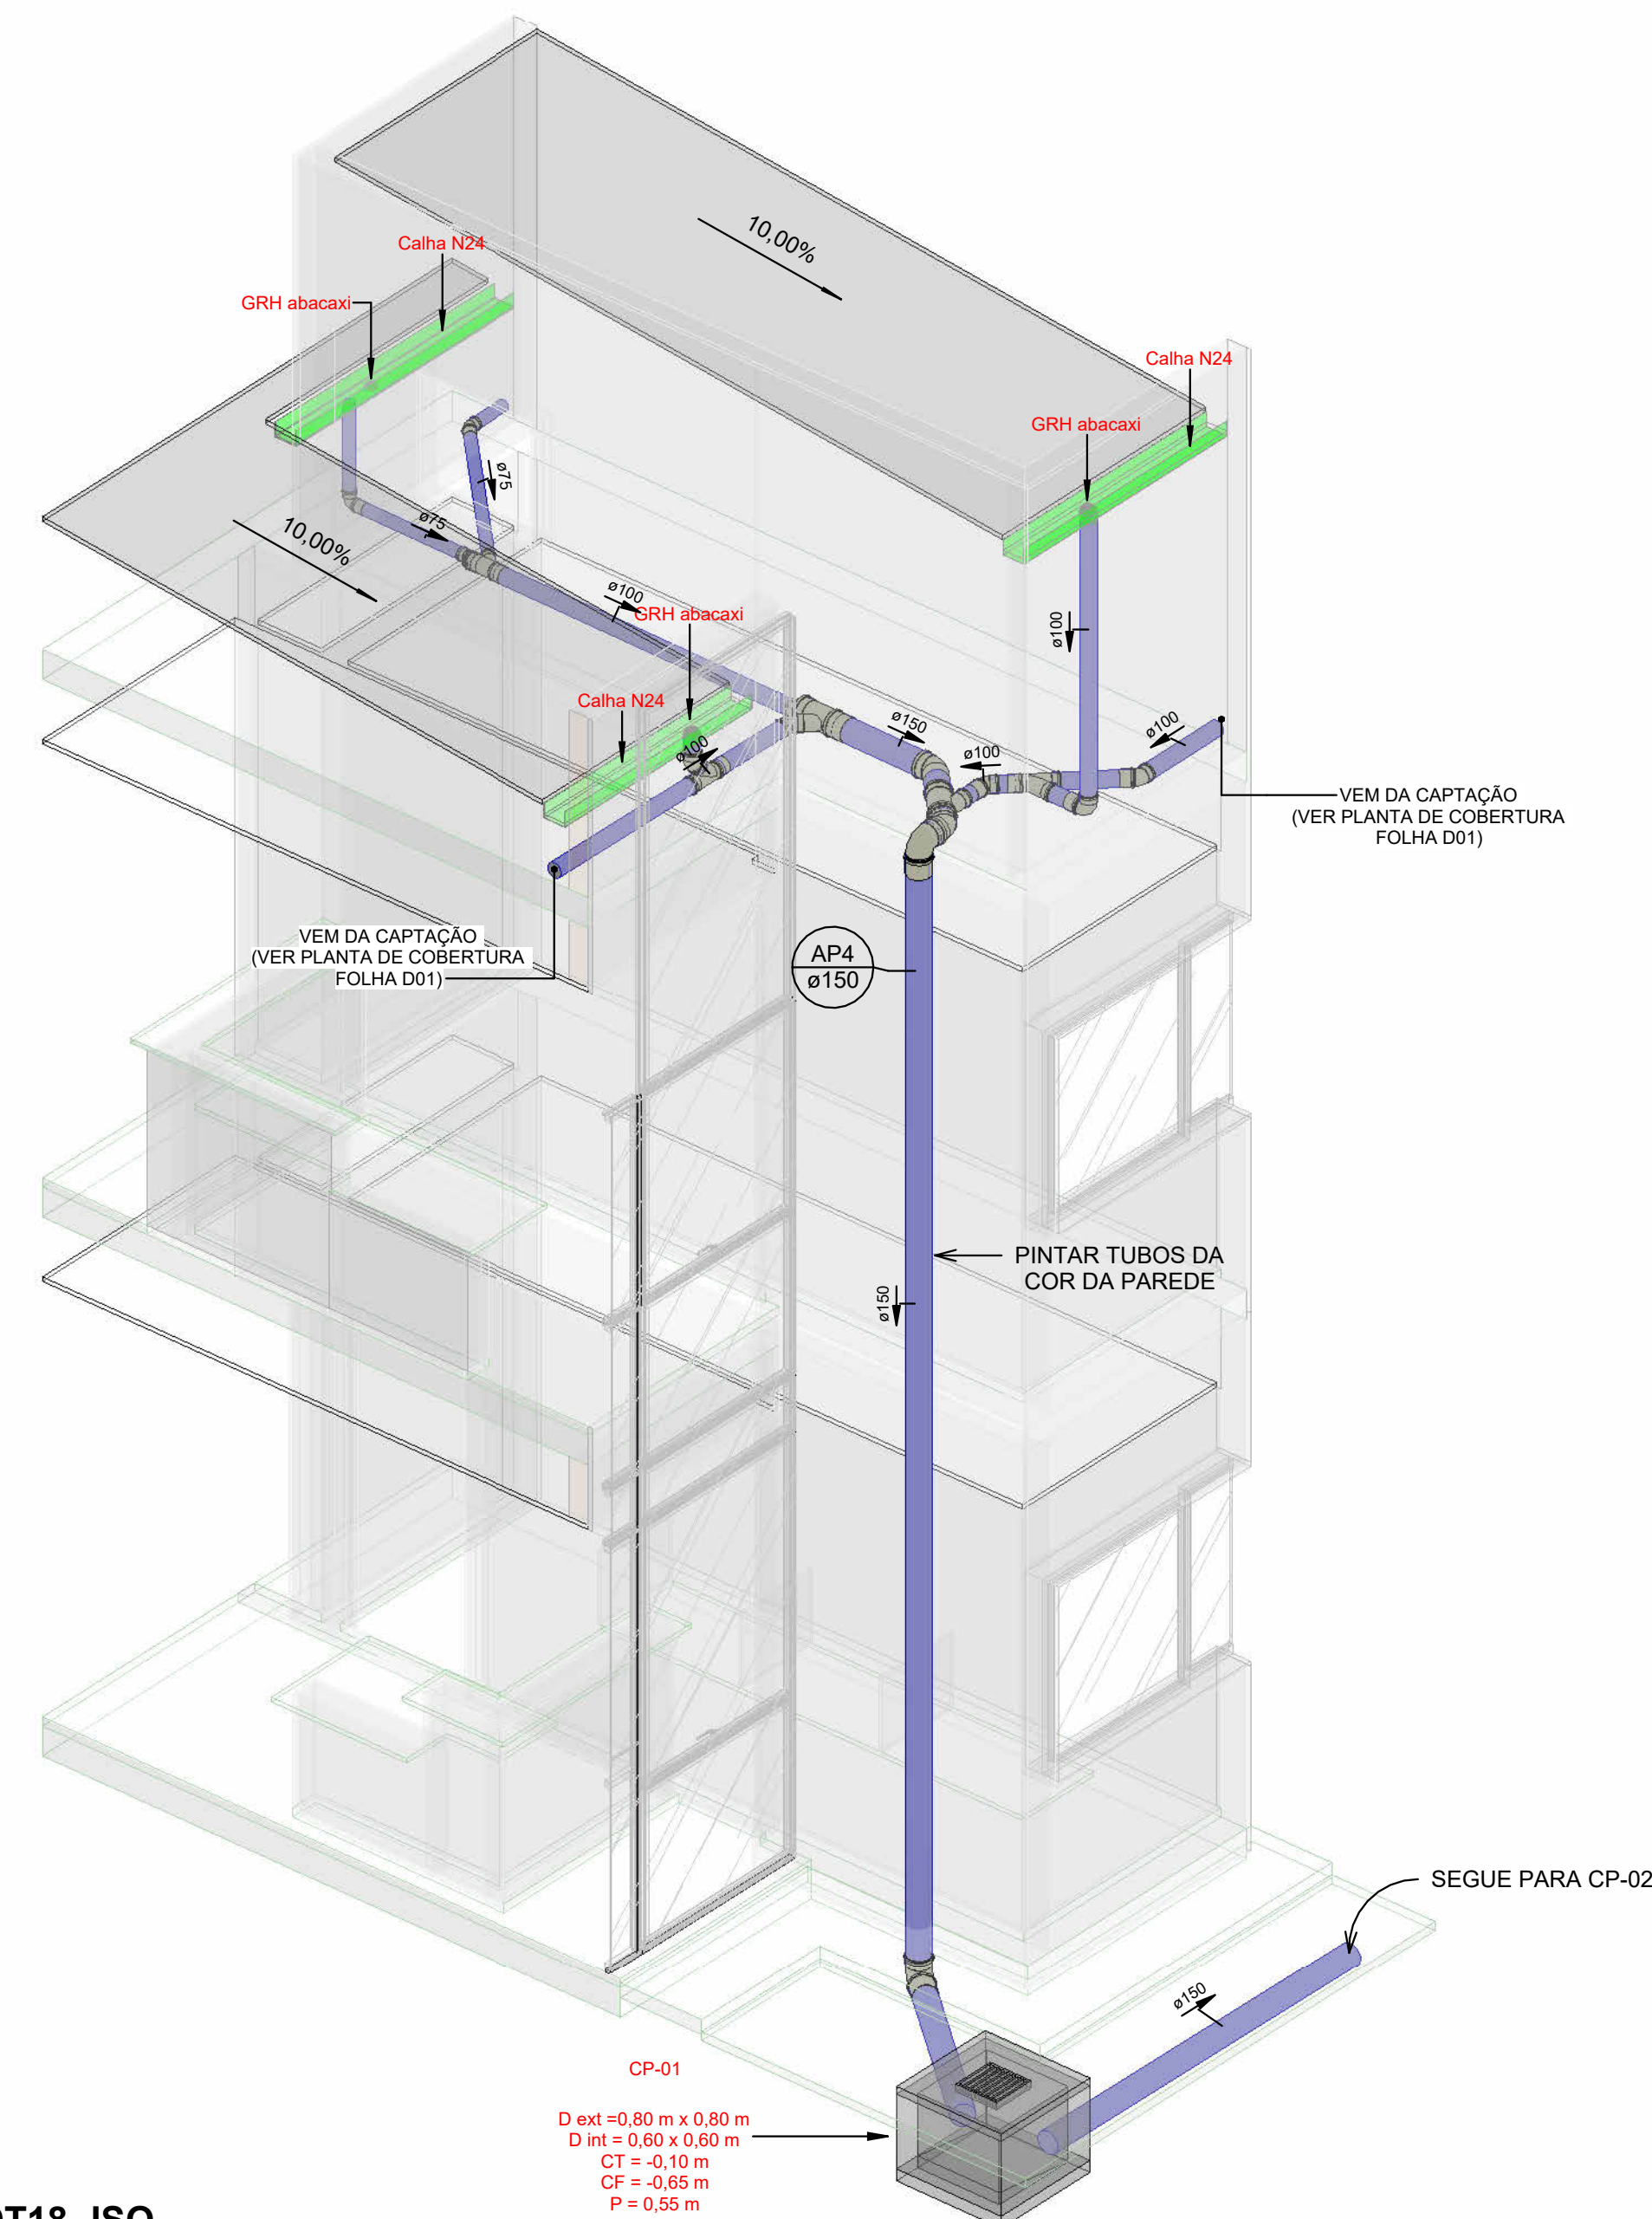 10,00%
Calha N24
GRH abacaxi
Calha N24
GRH abacaxi
ø75
ø75
10,00%
ø100
GRH abacaxi
ø100
Calha N24
ø100
ø150
ø100
ø100
VEM DA CAPTAÇÃO
(VER PLANTA DE COBERTURA
FOLHA D01)
VEM DA CAPTAÇÃO
(VER PLANTA DE COBERTURA
FOLHA D01)
AP4
ø150
PINTAR TUBOS DA
COR DA PAREDE
ø150
SEGUE PARA CP-02
ø150
CP-01
D ext =0,80 m x 0,80 m
D int = 0,60 x 0,60 m
CT = -0,10 m
CF = -0,65 m
P = 0,55 m